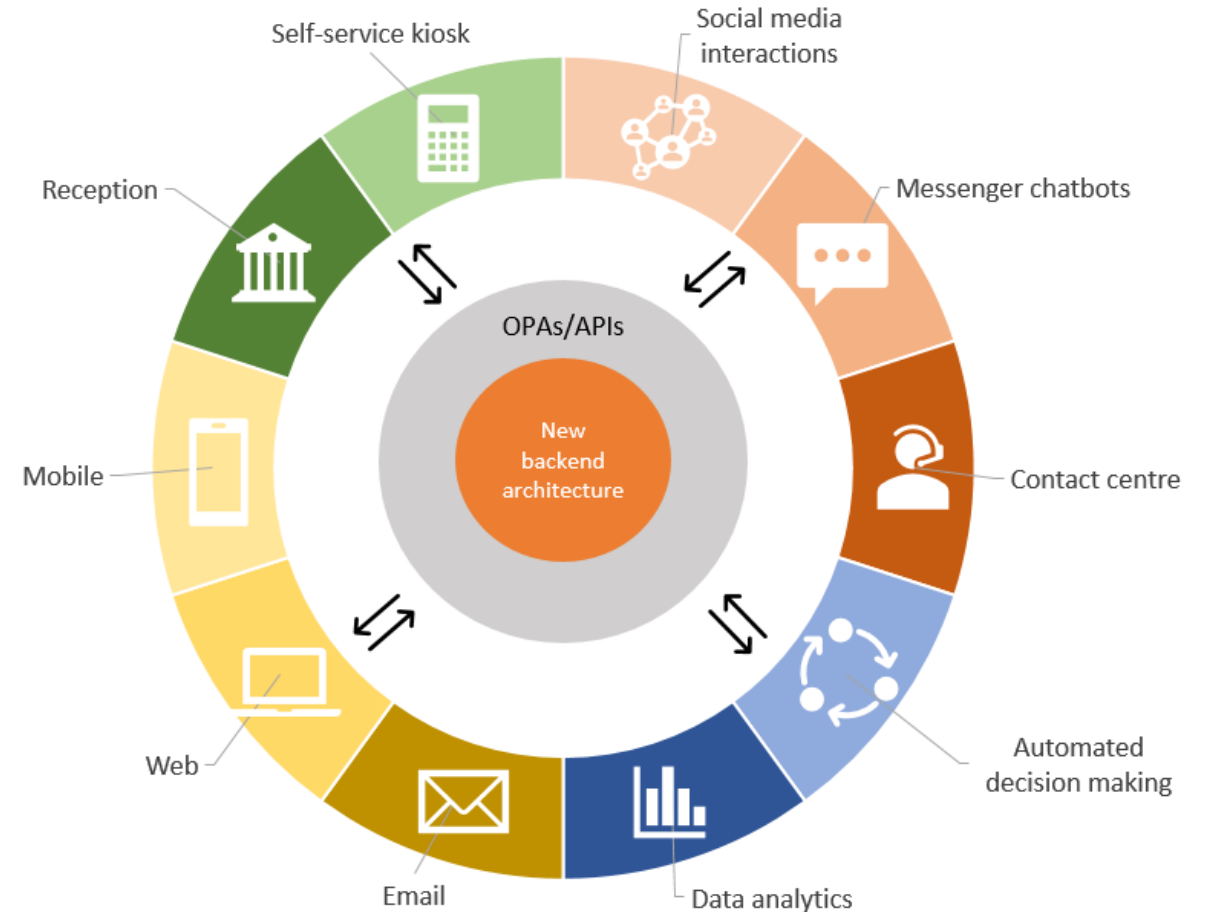 Self-service kiosk
Social media
interactions
Reception
Messenger chatbots
OPAs/APIs
New
backend
architecture
Mobile
Contact centre
Web
Automated
decision making
Email
Data analytics